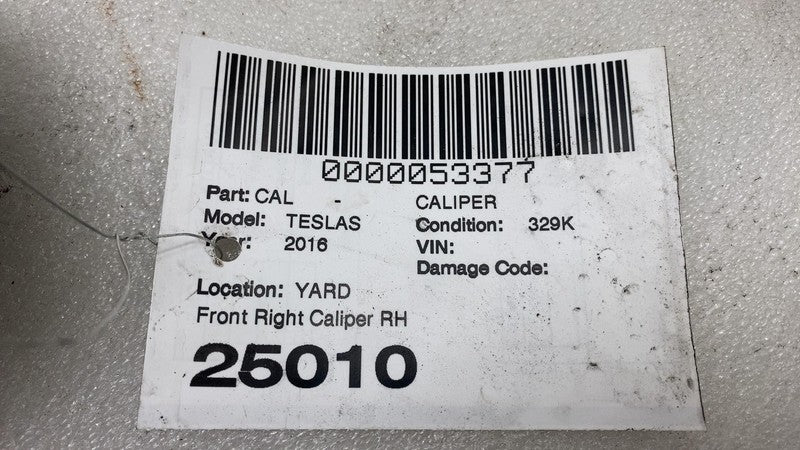 0000053377
Part: CAL - CALIPER
Model: TESLAS Condition: 329K
Year: 2016 VIN:
Damage Code:
Location: YARD
Front Right Caliper RH
25010